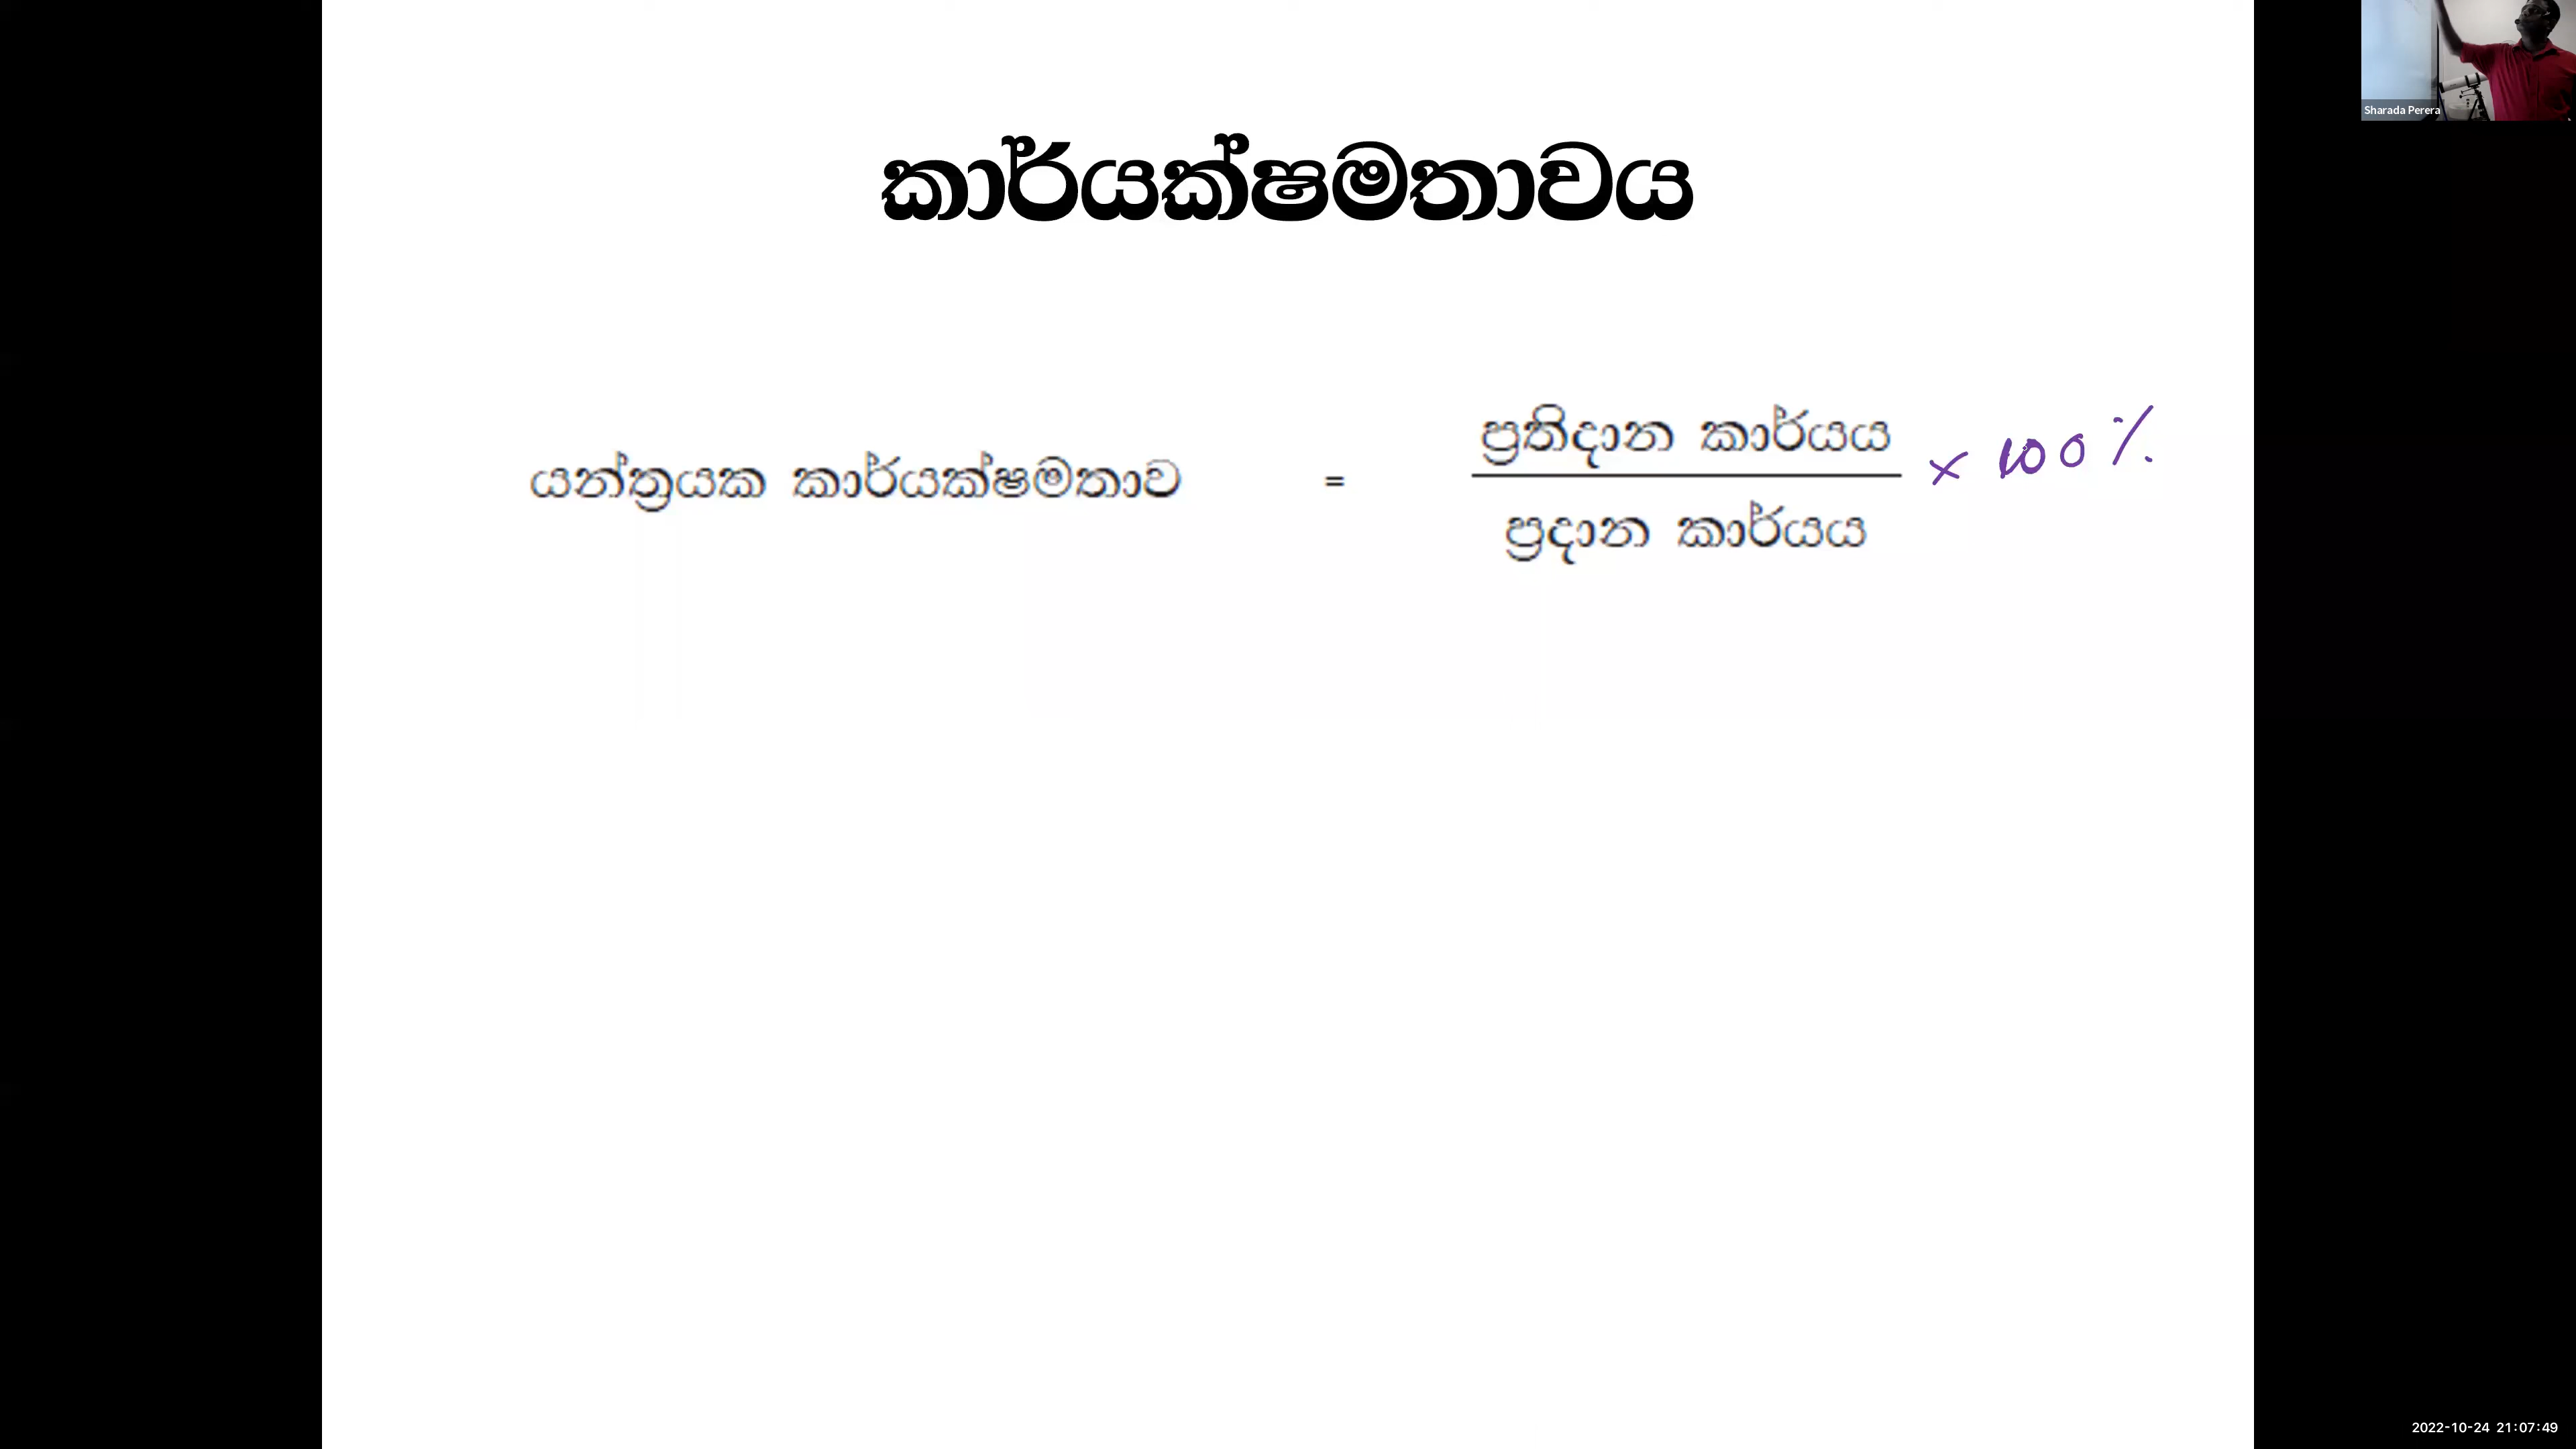 Sharada Perera
කාර්යක්ෂමතාවය
යන්ත්‍රයක කාර්යක්ෂමතාව = ප්‍රතිදාන කාර්යය × 100 %
ප්‍රදාන කාර්යය
2022-10-24 21:07:49